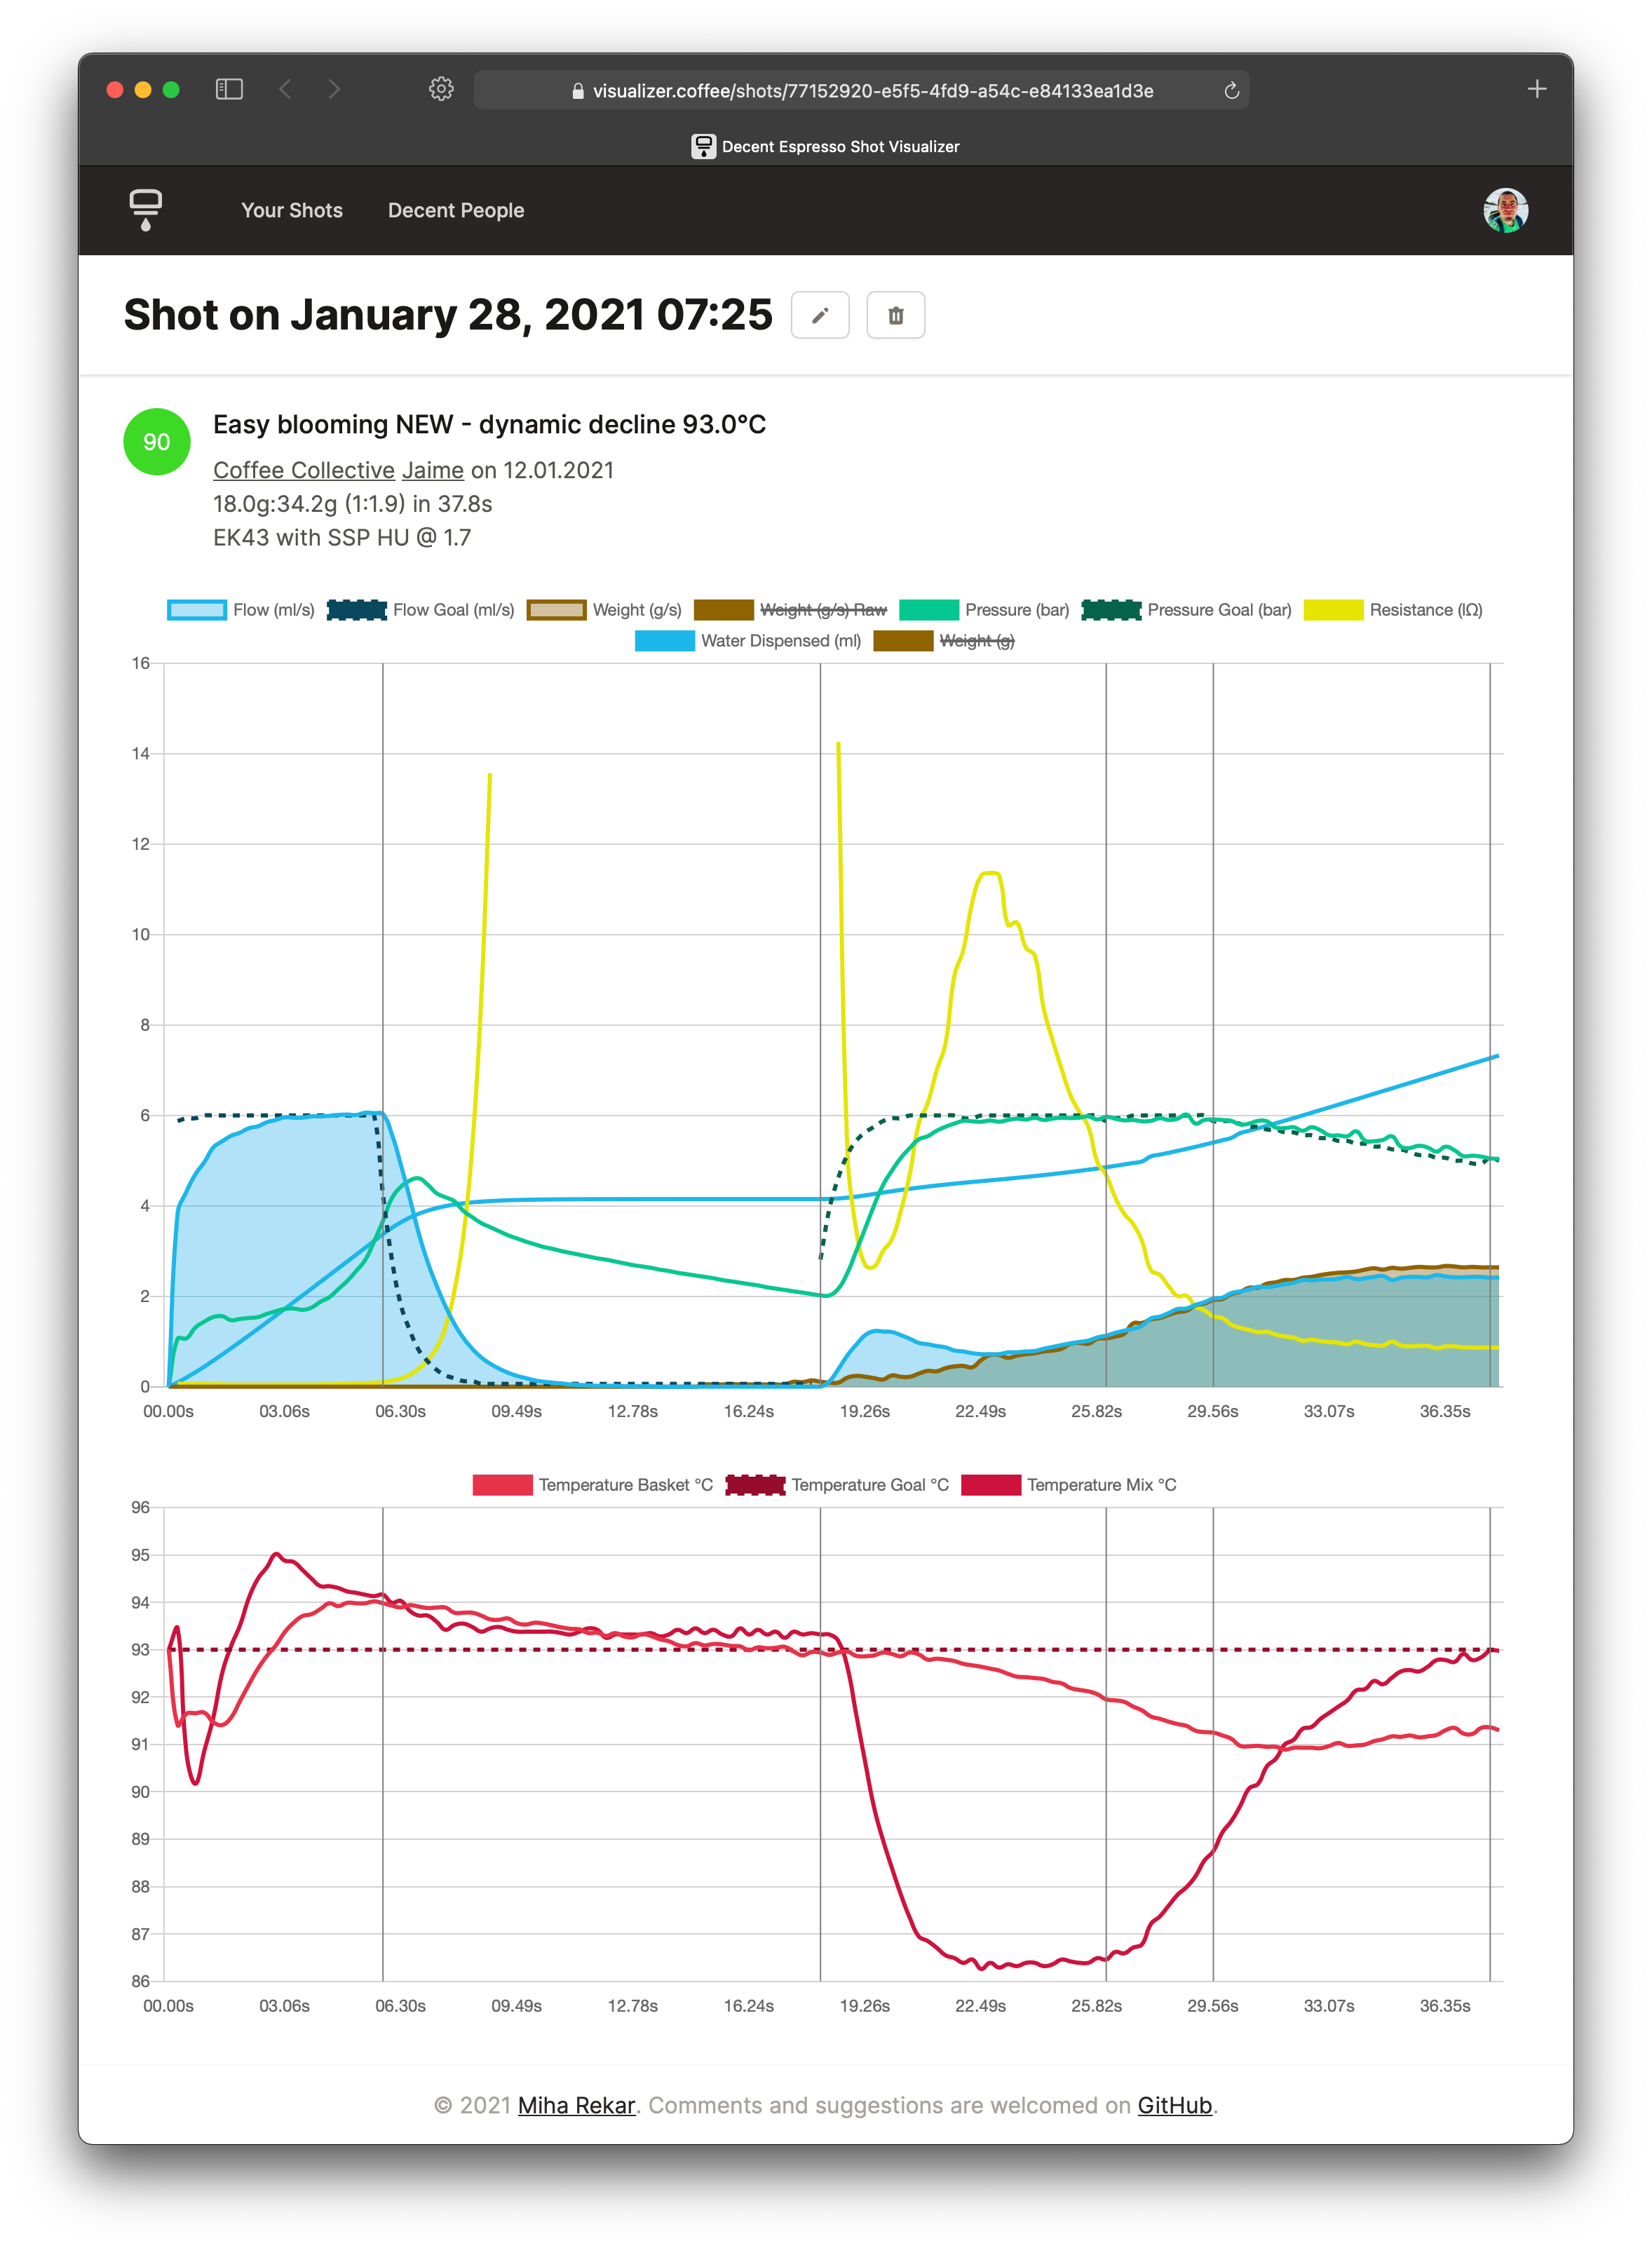 visualizer.coffee/shots/77152920-e5f5-4fd9-a54c-e84133ea1d3e
Decent Espresso Shot Visualizer
Your Shots Decent People
Shot on January 28, 2021 07:25
90
Easy blooming NEW - dynamic decline 93.0°C
Coffee Collective Jaime on 12.01.2021
18.0g:34.2g (1:1.9) in 37.8s
EK43 with SSP HU @ 1.7
Flow (ml/s) Flow Goal (ml/s) Weight (g/s) Weight (g/s) Raw Pressure (bar) Pressure Goal (bar) Resistance (lΩ)
Water Dispensed (ml) Weight (g)
16
14
12
10
8
6
4
2
0
00.00s 03.06s 06.30s 09.49s 12.78s 16.24s 19.26s 22.49s 25.82s 29.56s 33.07s 36.35s
Temperature Basket °C Temperature Goal °C Temperature Mix °C
96
95
94
93
92
91
90
89
88
87
86
00.00s 03.06s 06.30s 09.49s 12.78s 16.24s 19.26s 22.49s 25.82s 29.56s 33.07s 36.35s
© 2021 Miha Rekar. Comments and suggestions are welcomed on GitHub.